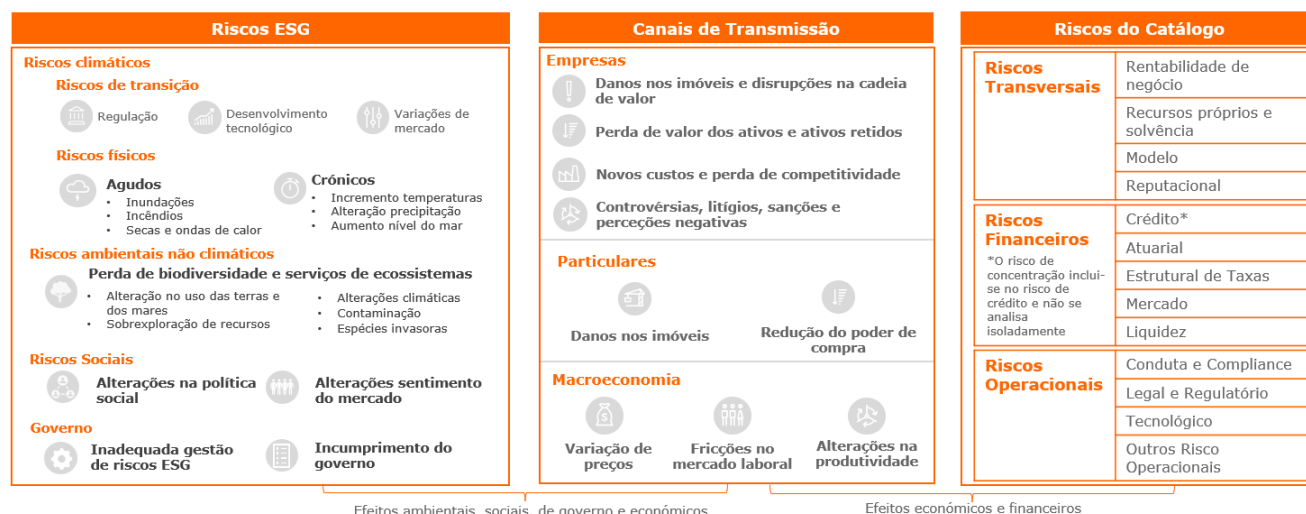 Riscos ESG
Riscos climáticos
Riscos de transição
Regulação
Desenvolvimento
tecnológico
Variações de
mercado
Riscos físicos
Agudos
• Inundações
• Incêndios
• Secas e ondas de calor
Crónicos
• Incremento temperaturas
• Alteração precipitação
• Aumento nível do mar
Riscos ambientais não climáticos
Perda de biodiversidade e serviços de ecossistemas
• Alteração no uso das terras e
dos mares
• Sobrexploração de recursos
• Alterações climáticas
• Contaminação
• Espécies invasoras
Riscos Sociais
Alterações na política
social
Alterações sentimento
do mercado
Governo
Inadequada gestão
de riscos ESG
Incumprimento do
governo
Canais de Transmissão
Empresas
Danos nos imóveis e disrupções na cadeia
de valor
Perda de valor dos ativos e ativos retidos
Novos custos e perda de competitividade
Controvérsias, litígios, sanções e
perceções negativas
Particulares
Danos nos imóveis
Redução do poder de
compra
Macroeconomia
Variação de
preços
Fricções no
mercado laboral
Alterações na
produtividade
Riscos do Catálogo
Riscos
Transversais
Rentabilidade de
negócio
Recursos próprios e
solvência
Modelo
Reputacional
Riscos
Financeiros
*O risco de
concentração inclui-
se no risco de
crédito e não se
analisa
isoladamente
Crédito*
Atuarial
Estrutural de Taxas
Mercado
Liquidez
Riscos
Operacionais
Conduta e Compliance
Legal e Regulatório
Tecnológico
Outros Risco
Operacionais
Efeitos ambientais, sociais, de governo e económicos
Efeitos económicos e financeiros